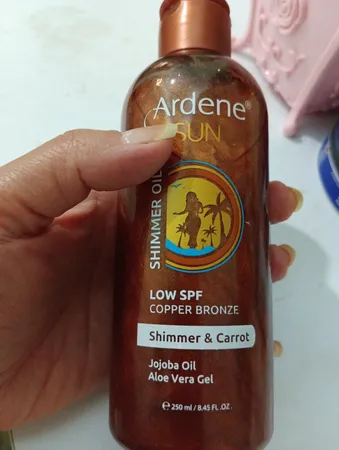 Ardene®
SUN
SHIMMER OIL
LOW SPF
COPPER BRONZE
Shimmer & Carrot
Jojoba Oil
Aloe Vera Gel
℮ 250 ml / 8.45 FL.OZ.